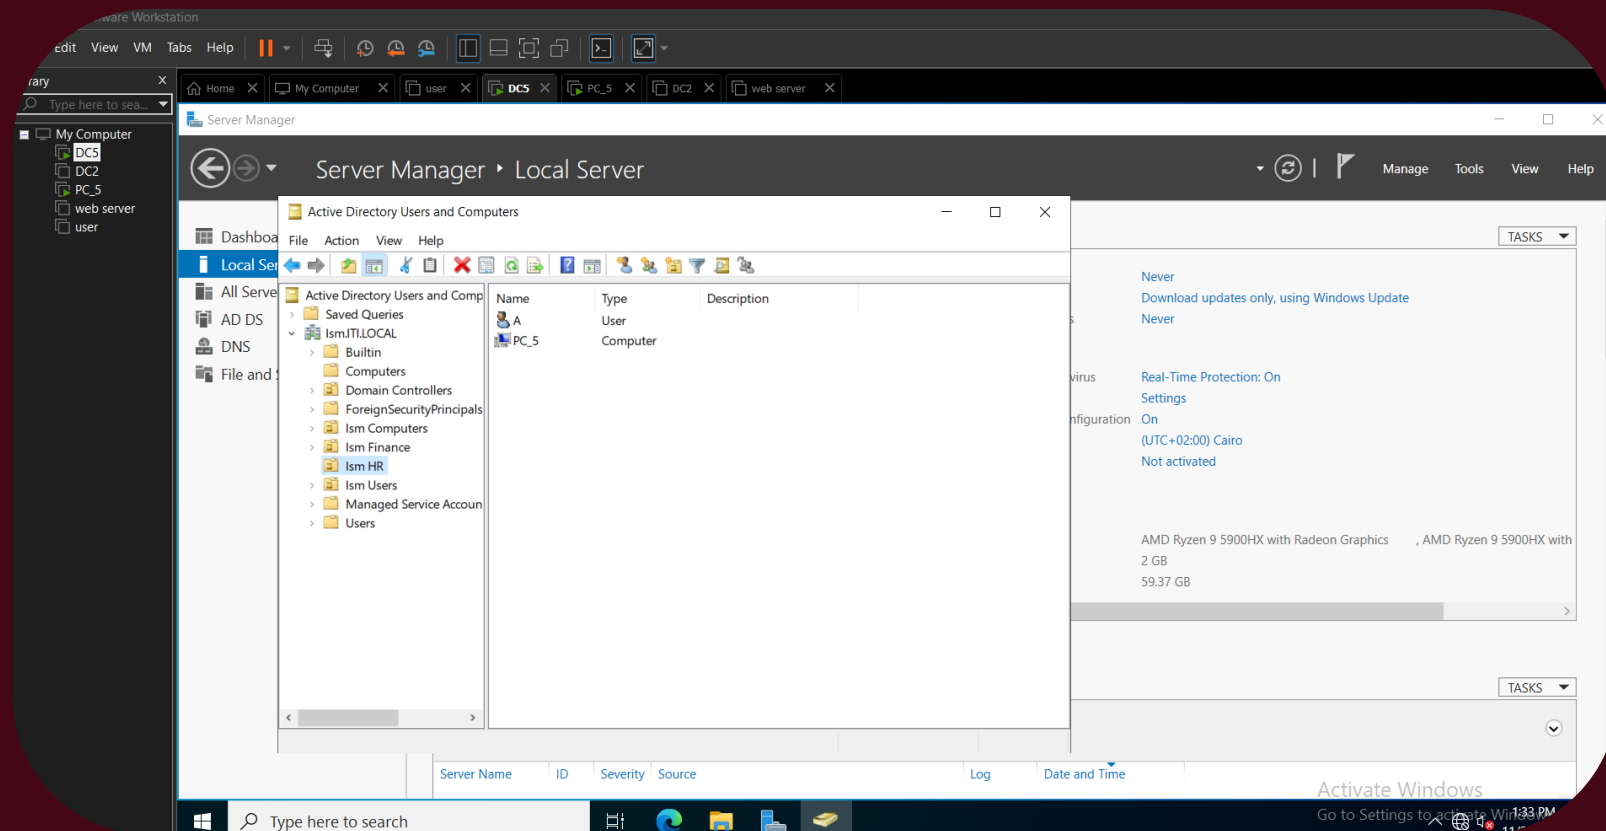 ware Workstation
Edit View VM Tabs Help
rary
Type here to sea...
My Computer
DC5
DC2
PC_5
web server
user
Home
My Computer
user
DC5
PC_5
DC2
web server
Server Manager
Server Manager Local Server
Manage Tools View Help
Dashboa
Local Ser
All Serve
AD DS
DNS
File and S
Active Directory Users and Computers
File Action View Help
Active Directory Users and Comp
Saved Queries
Ism.ITI.LOCAL
Builtin
Computers
Domain Controllers
ForeignSecurityPrincipals
Ism Computers
Ism Finance
Ism HR
Ism Users
Managed Service Accoun
Users
Name Type Description
A User
PC_5 Computer
TASKS
Never
Download updates only, using Windows Update
s Never
virus Real-Time Protection: On
Settings
nfiguration On
(UTC+02:00) Cairo
Not activated
AMD Ryzen 9 5900HX with Radeon Graphics , AMD Ryzen 9 5900HX with
2 GB
59.37 GB
TASKS
Server Name ID Severity Source Log Date and Time
Activate Windows
Go to Settings to activate Windows.
Type here to search
1:33 PM